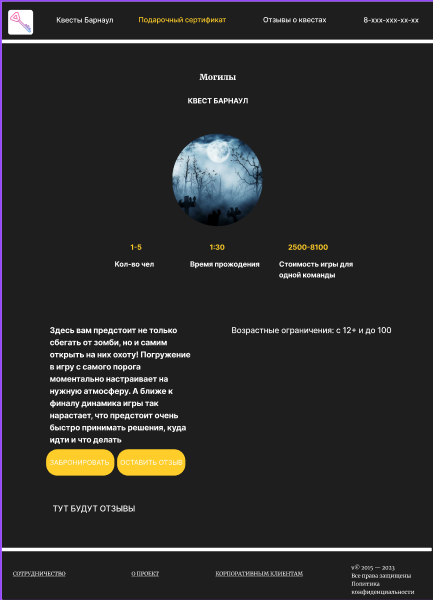 Квесты Барнаул
Подарочный сертификат
Отзывы о квестах
8-xxx-xxx-xx-xx
Могилы
КВЕСТ БАРНАУЛ
1-5
1:30
2500-8100
Кол-во чел
Время прожодения
Стоимость игры для
одной команды
Здесь вам предстоит не только
сбегать от зомби, но и самим
открыть на них охоту! Погружение
в игру с самого порога
моментально настраивает на
нужную атмосферу. А ближе к
финалу динамика игры так
нарастает, что предстоит очень
быстро принимать решения, куда
идти и что делать
Возрастные ограничения: с 12+ и до 100
ЗАБРОНИРОВАТЬ
ОСТАВИТЬ ОТЗЫВ
ТУТ БУДУТ ОТЗЫВЫ
СОТРУДНИЧЕСТВО
О ПРОЕКТ
КОРПОРАТИВНЫМ КЛИЕНТАМ
v© 2015 — 2023
Все права защищены
Политика
конфиденциальности